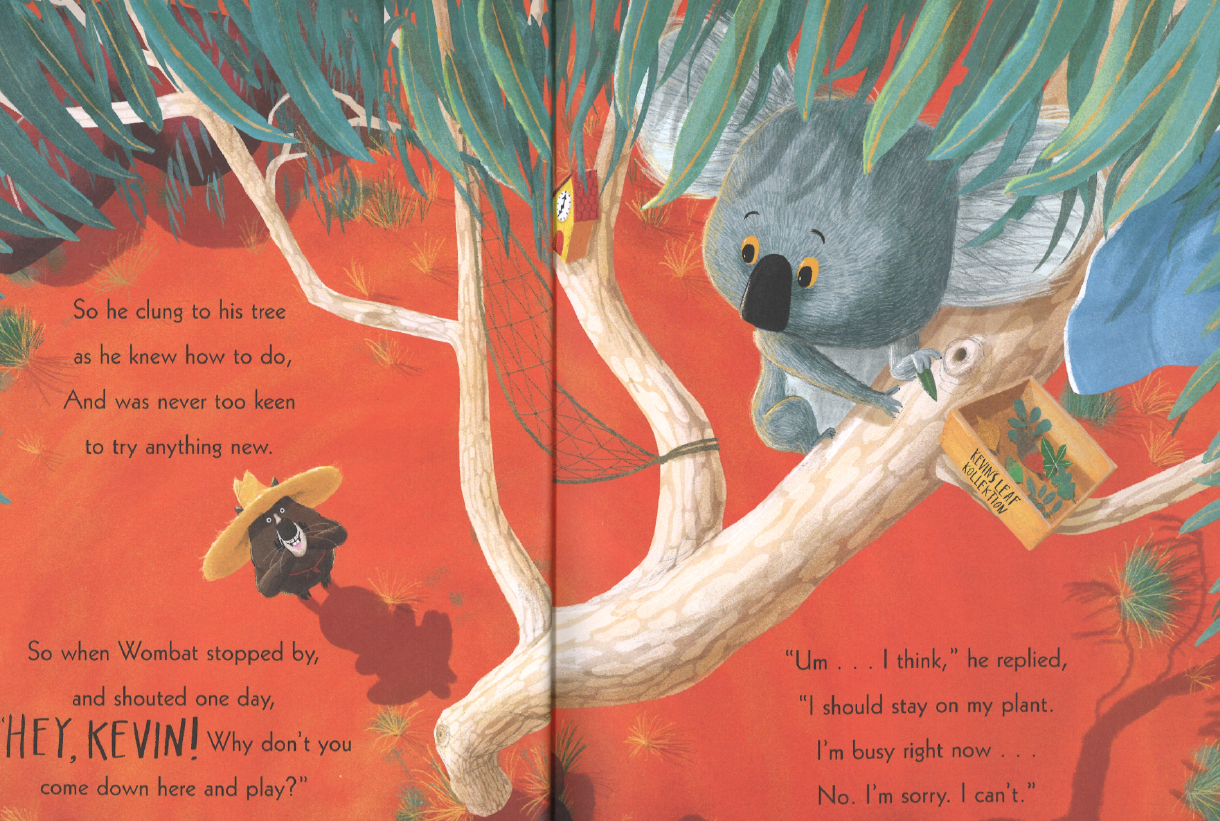 So he clung to his tree
as he knew how to do,
And was never too keen
to try anything new.
So when Wombat stopped by,
and shouted one day,
“HEY, KEVIN! Why don’t you
come down here and play?”
KEVIN’S LEAF
KOLLEKTION
“Um . . . I think,” he replied,
“I should stay on my plant.
I’m busy right now . . .
No. I’m sorry. I can’t.”